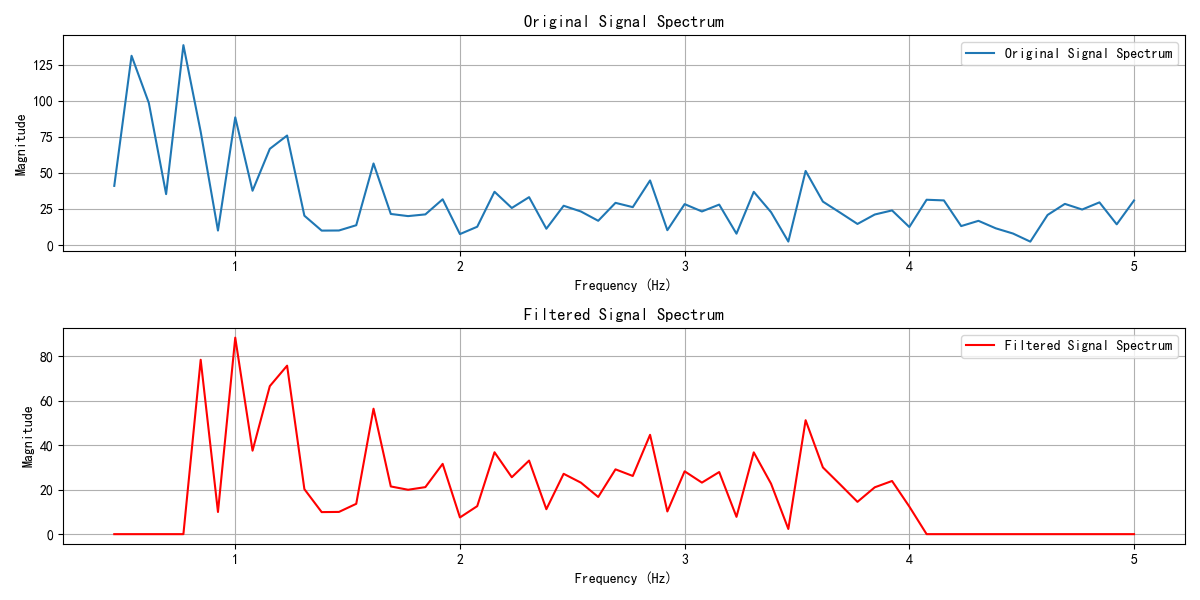 Original Signal Spectrum
Original Signal Spectrum
Magnitude
125
100
75
50
25
0
1 2 3 4 5
Frequency (Hz)
Filtered Signal Spectrum
Filtered Signal Spectrum
Magnitude
80
60
40
20
0
1 2 3 4 5
Frequency (Hz)